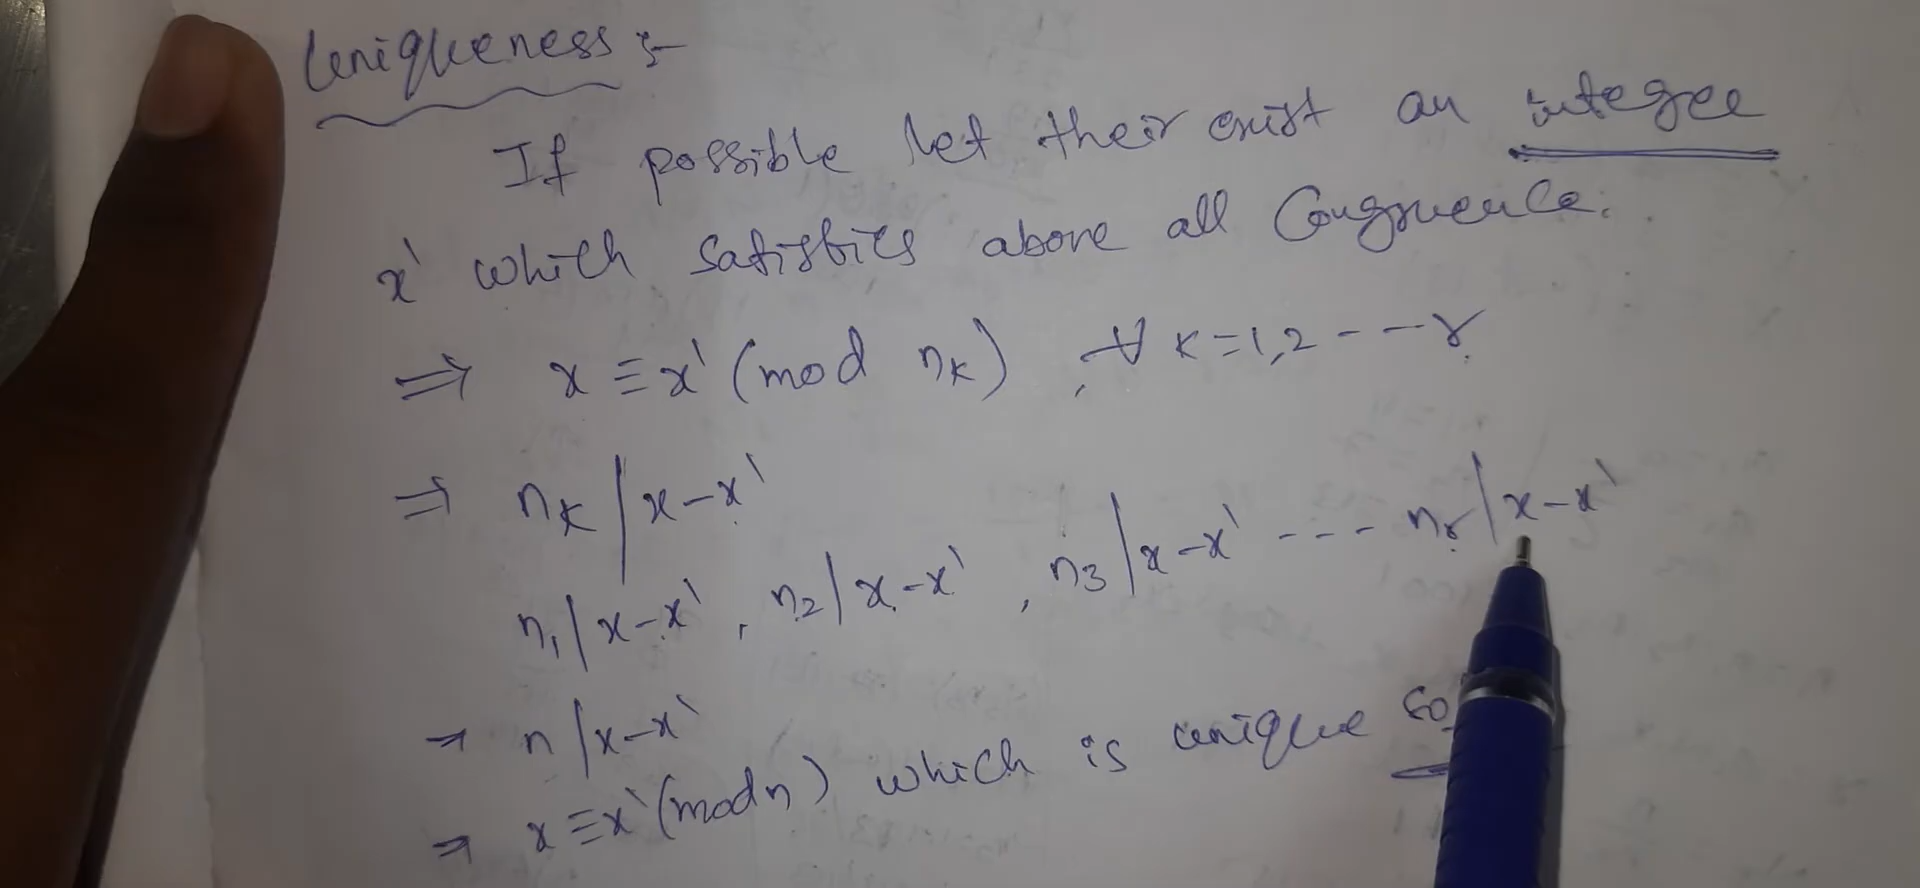 Uniqueness :-
If possible let their exist an integer
x' which satisfies above all Congruence.
⇒ x ≡ x' (mod nk) , ∀ k = 1,2 --- r
⇒ nk | x-x'
n1 | x-x' , n2 | x-x' , n3 | x-x' ---- nr | x-x'
→ n | x-x'
→ x ≡ x' (mod n) which is unique so